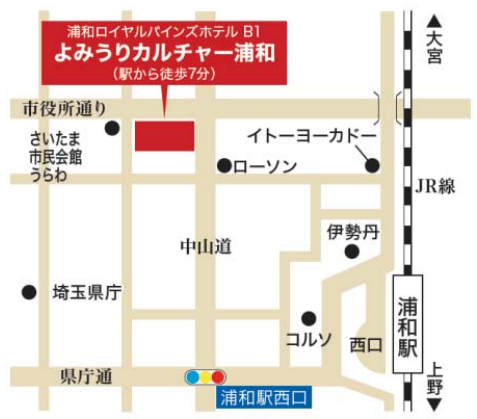 浦和ロイヤルパインズホテル B1
よみうりカルチャー浦和
(駅から徒歩7分)
▲大宮
市役所通り
さいたま
市民会館
うらわ
イトーヨーカドー
ローソン
JR線
中山道
伊勢丹
埼玉県庁
コルソ
西口
浦和駅
県庁通
浦和駅西口
上野▼